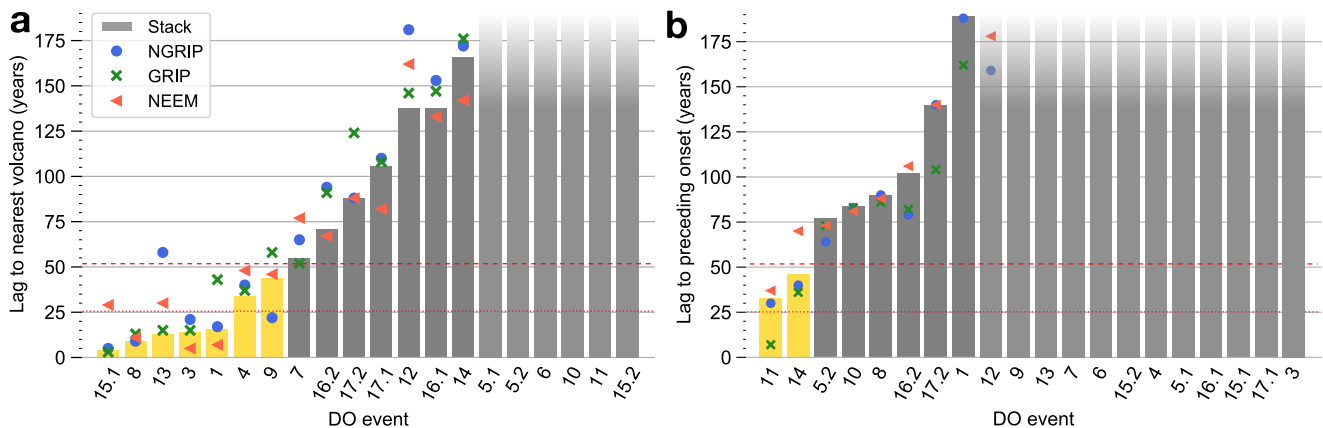 a
Lag to nearest volcano (years)
175
150
125
100
75
50
25
0
Stack
NGRIP
GRIP
NEEM
15.1 8 13 3 1 4 9 7 16.2 17.2 17.1 12 16.1 14 5.1 5.2 6 10 11 15.2
DO event
b
Lag to preceding onset (years)
175
150
125
100
75
50
25
0
11 14 5.2 10 8 16.2 17.2 1 12 9 13 7 6 15.2 4 5.1 16.1 15.1 17.1 3
DO event